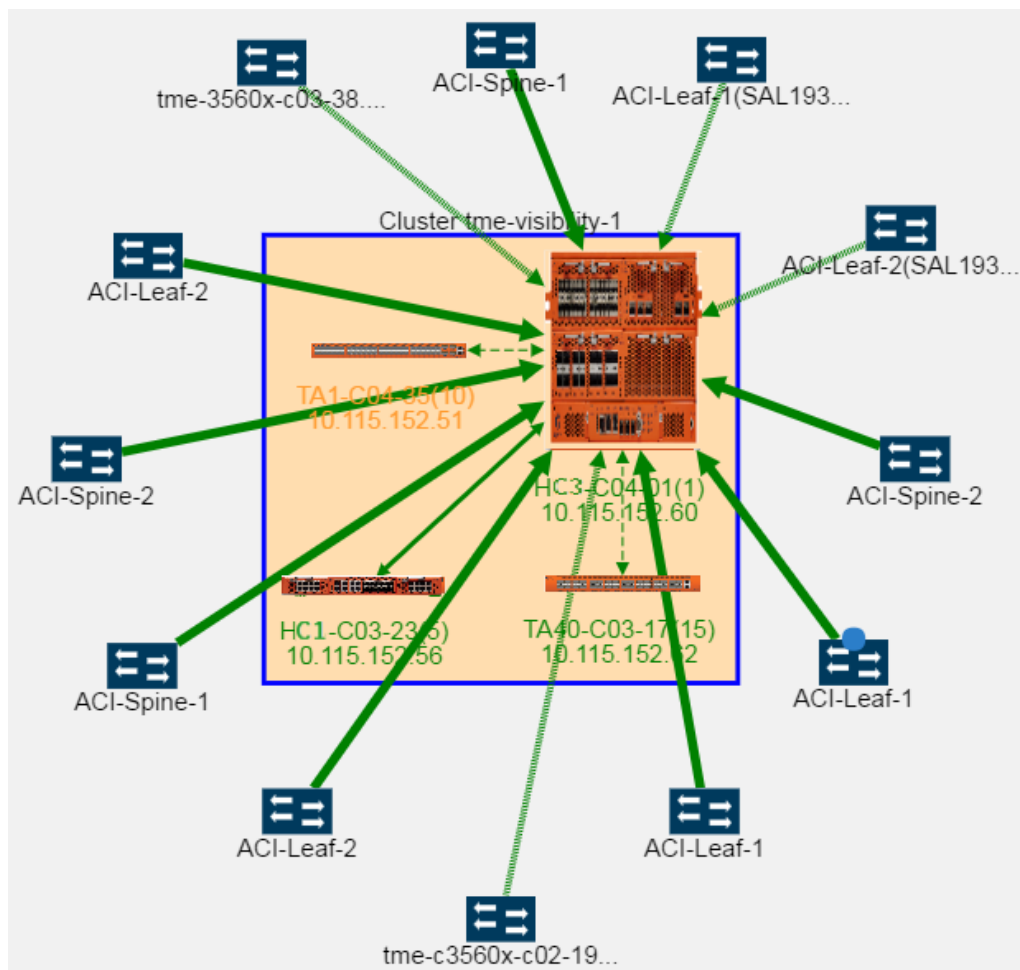 ACI-Spine-1
tme-3560x-c03-38....
ACI-Leaf-1(SAL193...
Cluster tme-visibility-1
ACI-Leaf-2(SAL193...
ACI-Leaf-2
TA1-C04-35(10)
10.115.152.51
ACI-Spine-2
HC3-C04-01(1)
10.115.152.60
ACI-Spine-2
HC1-C03-23(5)
10.115.152.56
TA40-C03-17(15)
10.115.152.62
ACI-Spine-1
ACI-Leaf-1
ACI-Leaf-2
ACI-Leaf-1
tme-c3560x-c02-19...